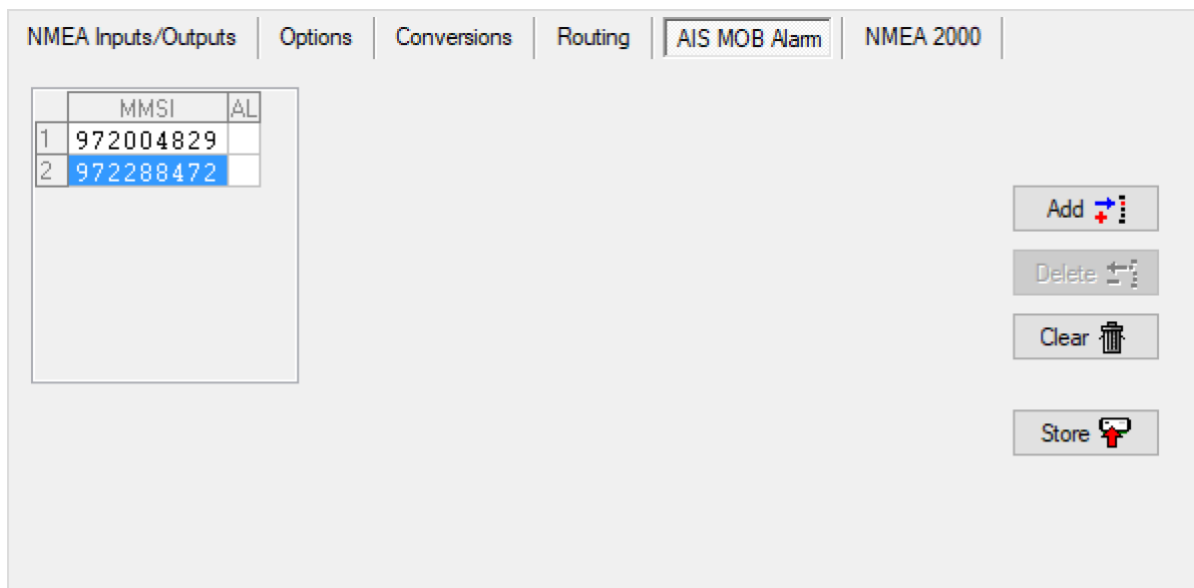 NMEA Inputs/Outputs Options Conversions Routing AIS MOB Alarm NMEA 2000
MMSI AL
1 972004829
2 972288472
Add
Delete
Clear
Store